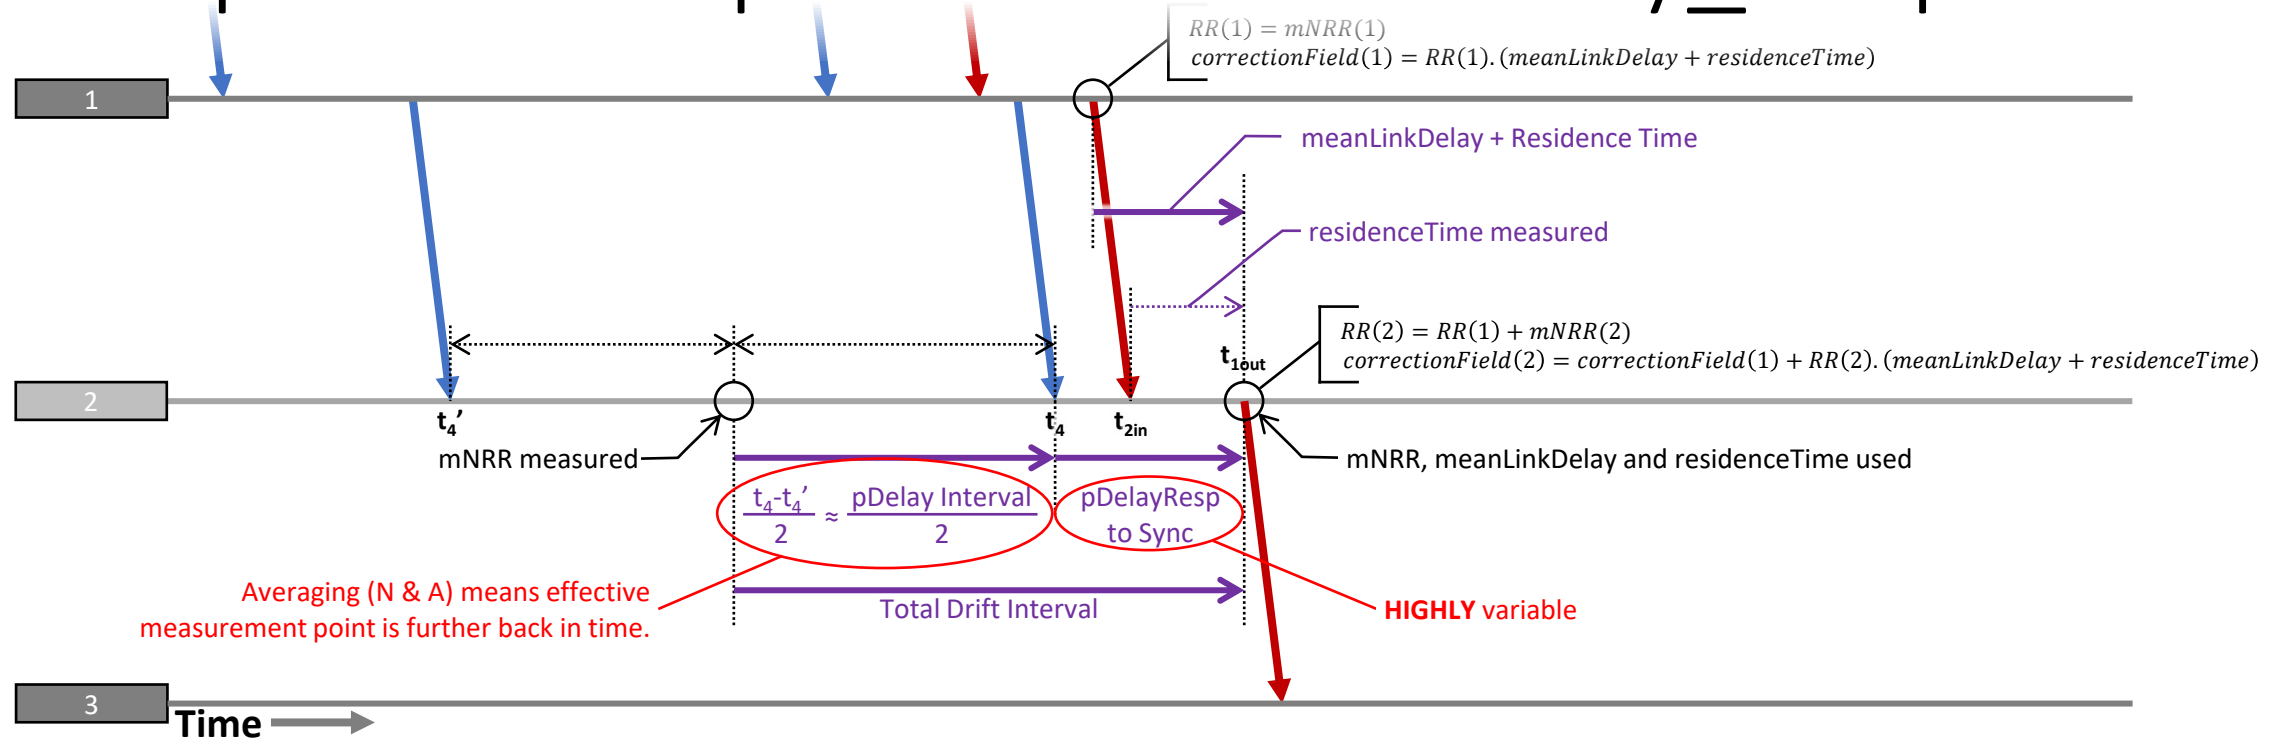 RR(1) = mNRR(1)
correctionField(1) = RR(1).(meanLinkDelay + residenceTime)
1
meanLinkDelay + Residence Time
residenceTime measured
RR(2) = RR(1) + mNRR(2)
correctionField(2) = correctionField(1) + RR(2).(meanLinkDelay + residenceTime)
t1out
2
t4’
t4
t2in
mNRR measured
mNRR, meanLinkDelay and residenceTime used
t4-t4’
2
≈
pDelay Interval
2
pDelayResp
to Sync
Averaging (N & A) means effective
measurement point is further back in time.
Total Drift Interval
HIGHLY variable
3
Time